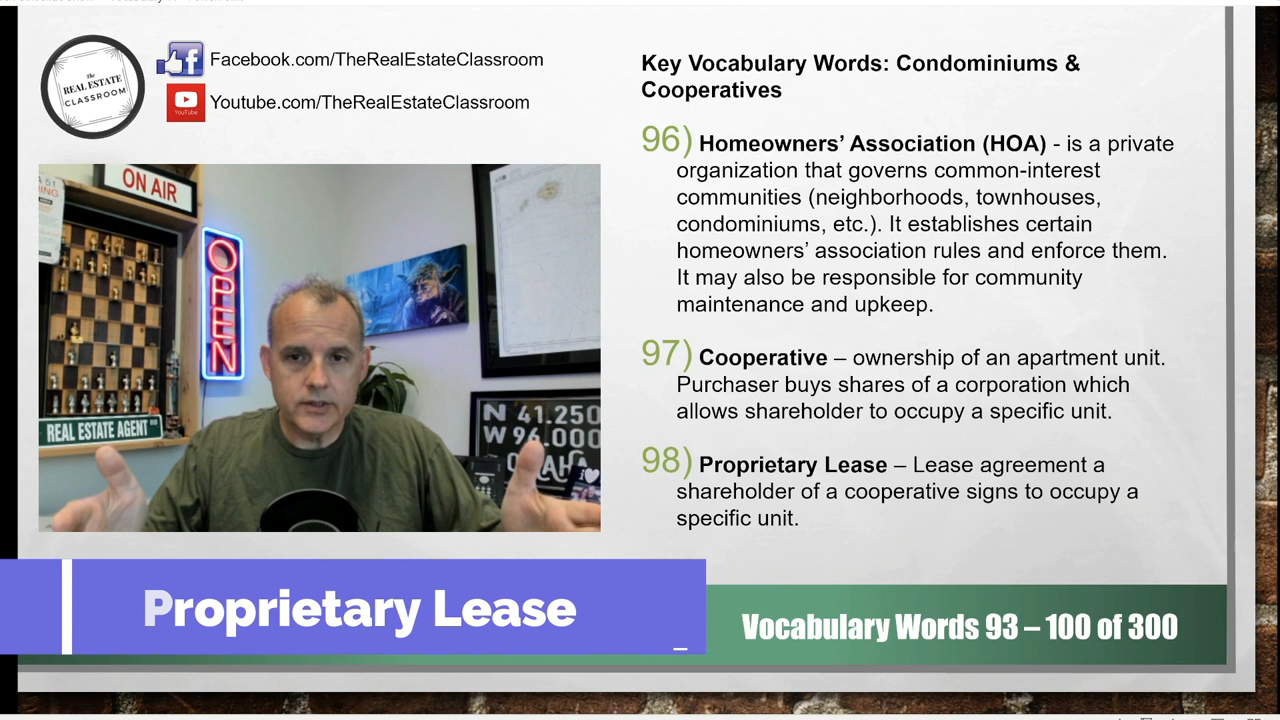 The
REAL ESTATE
CLASSROOM
Facebook.com/TheRealEstateClassroom
YouTube
Youtube.com/TheRealEstateClassroom
ON AIR
OPEN
REAL ESTATE AGENT
N 41.250
W 96.000
Key Vocabulary Words: Condominiums &
Cooperatives
96) Homeowners’ Association (HOA) - is a private
organization that governs common-interest
communities (neighborhoods, townhouses,
condominiums, etc.). It establishes certain
homeowners’ association rules and enforce them.
It may also be responsible for community
maintenance and upkeep.
97) Cooperative – ownership of an apartment unit.
Purchaser buys shares of a corporation which
allows shareholder to occupy a specific unit.
98) Proprietary Lease – Lease agreement a
shareholder of a cooperative signs to occupy a
specific unit.
Proprietary Lease
Vocabulary Words 93 – 100 of 300